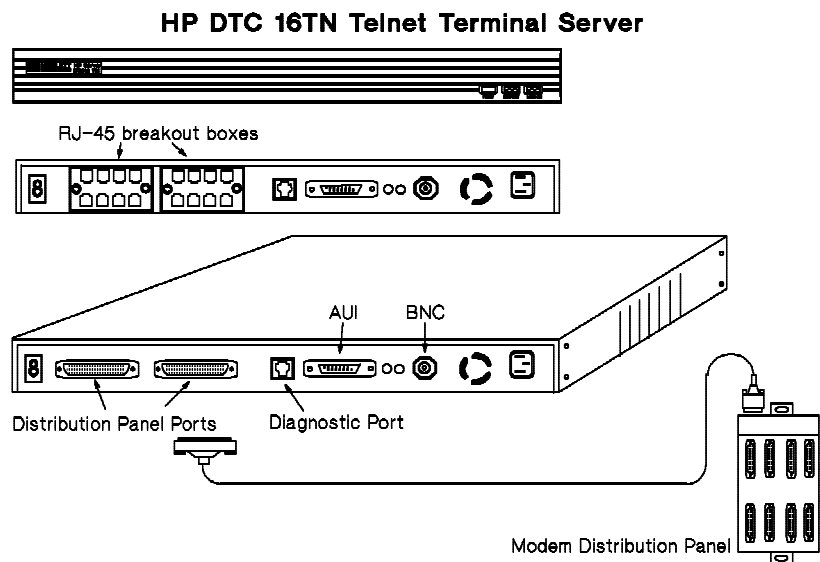 HP DTC 16TN Telnet Terminal Server
RJ-45 breakout boxes
AUI
BNC
Distribution Panel Ports
Diagnostic Port
Modem Distribution Panel